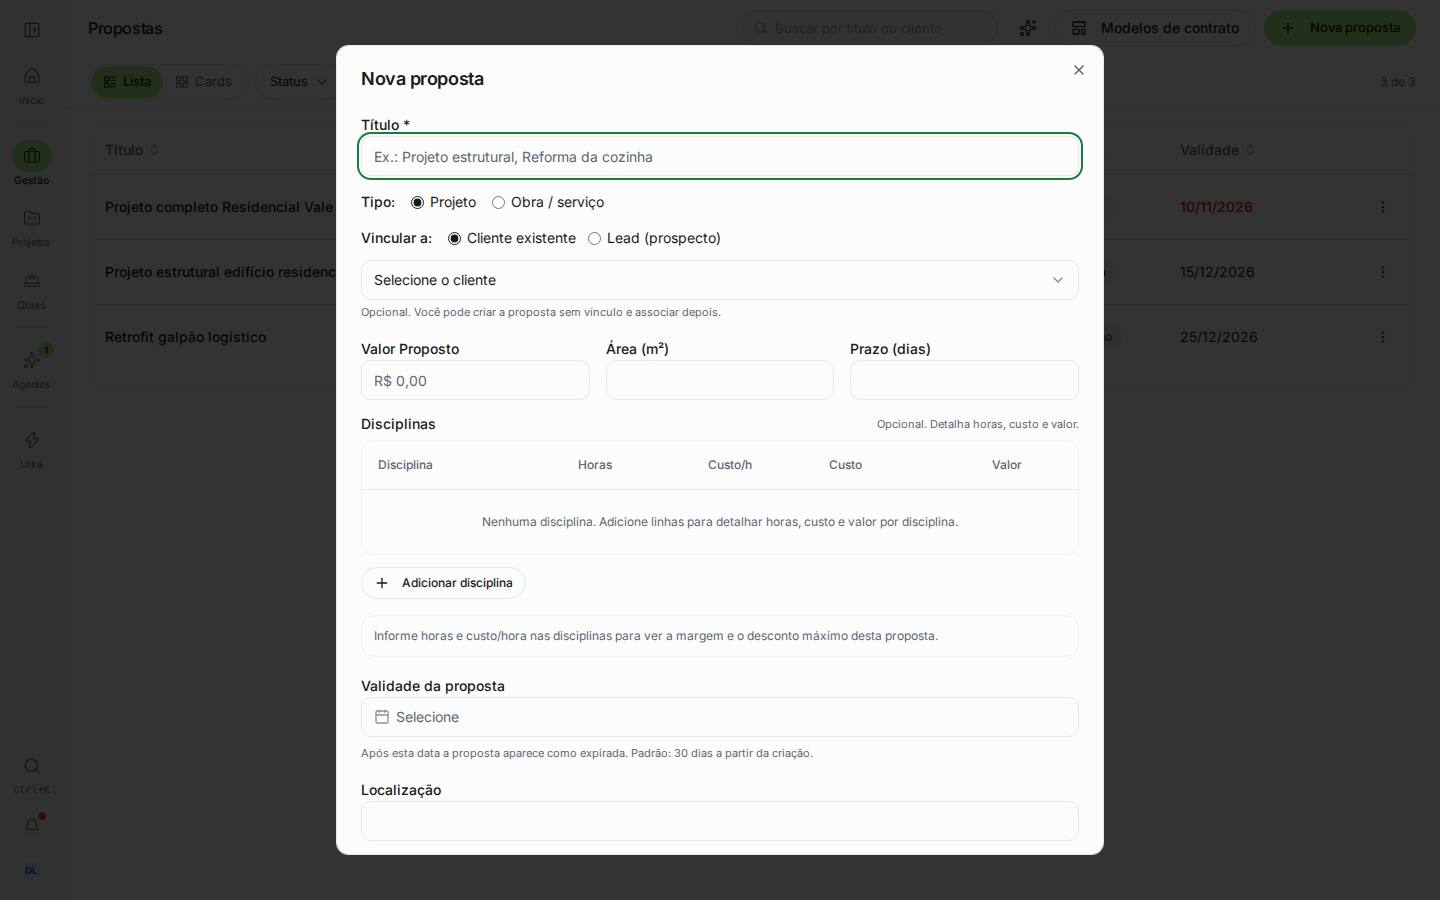 Propostas
Buscar por título ou cliente
Modelos de contrato
Nova proposta
Lista
Cards
Status
3 de 3
Início
Gestão
Projetos
Obras
1
Agentes
Ultra
Ctrl+K
DL
Título
Validade
Projeto completo Residencial Vale
10/11/2026
Projeto estrutural edifício residenc
15/12/2026
Retrofit galpão logístico
25/12/2026
Nova proposta
Título *
Ex.: Projeto estrutural, Reforma da cozinha
Tipo: Projeto Obra / serviço
Vincular a: Cliente existente Lead (prospecto)
Selecione o cliente
Opcional. Você pode criar a proposta sem vínculo e associar depois.
Valor Proposto Área (m²) Prazo (dias)
R$ 0,00
Disciplinas Opcional. Detalha horas, custo e valor.
Disciplina Horas Custo/h Custo Valor
Nenhuma disciplina. Adicione linhas para detalhar horas, custo e valor por disciplina.
Adicionar disciplina
Informe horas e custo/hora nas disciplinas para ver a margem e o desconto máximo desta proposta.
Validade da proposta
Selecione
Após esta data a proposta aparece como expirada. Padrão: 30 dias a partir da criação.
Localização